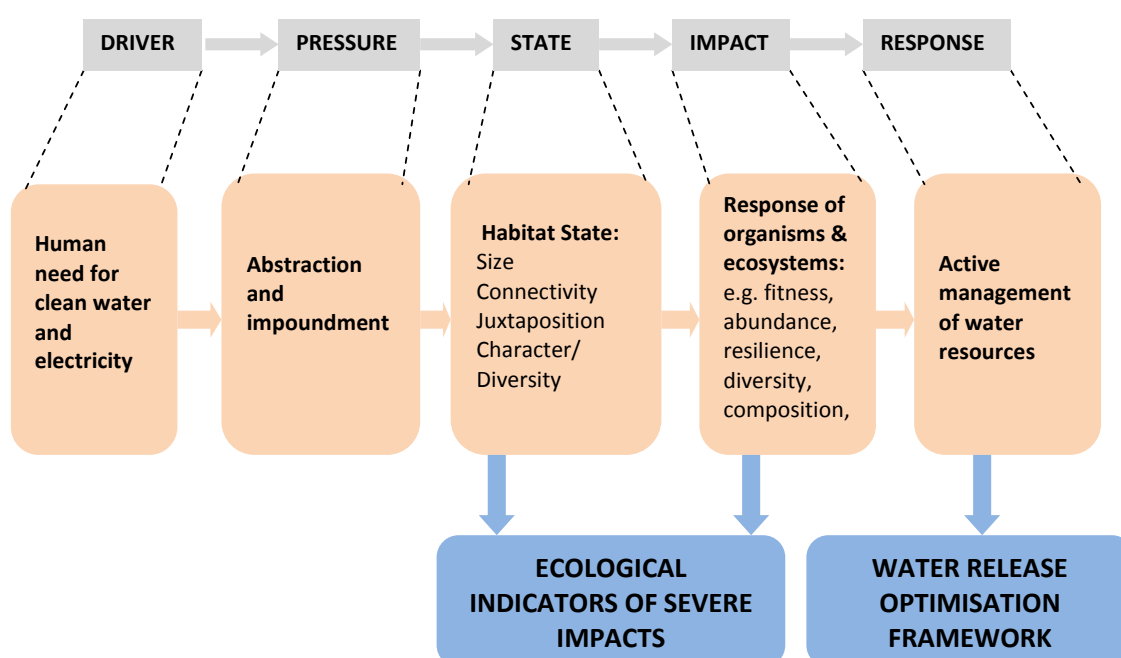 DRIVER
PRESSURE
STATE
IMPACT
RESPONSE
Human
need for
clean water
and
electricity
Abstraction
and
impoundment
Habitat State:
Size
Connectivity
Juxtaposition
Character/
Diversity
Response of
organisms &
ecosystems:
e.g. fitness,
abundance,
resilience,
diversity,
composition,
Active
management
of water
resources
ECOLOGICAL
INDICATORS OF SEVERE
IMPACTS
WATER RELEASE
OPTIMISATION
FRAMEWORK